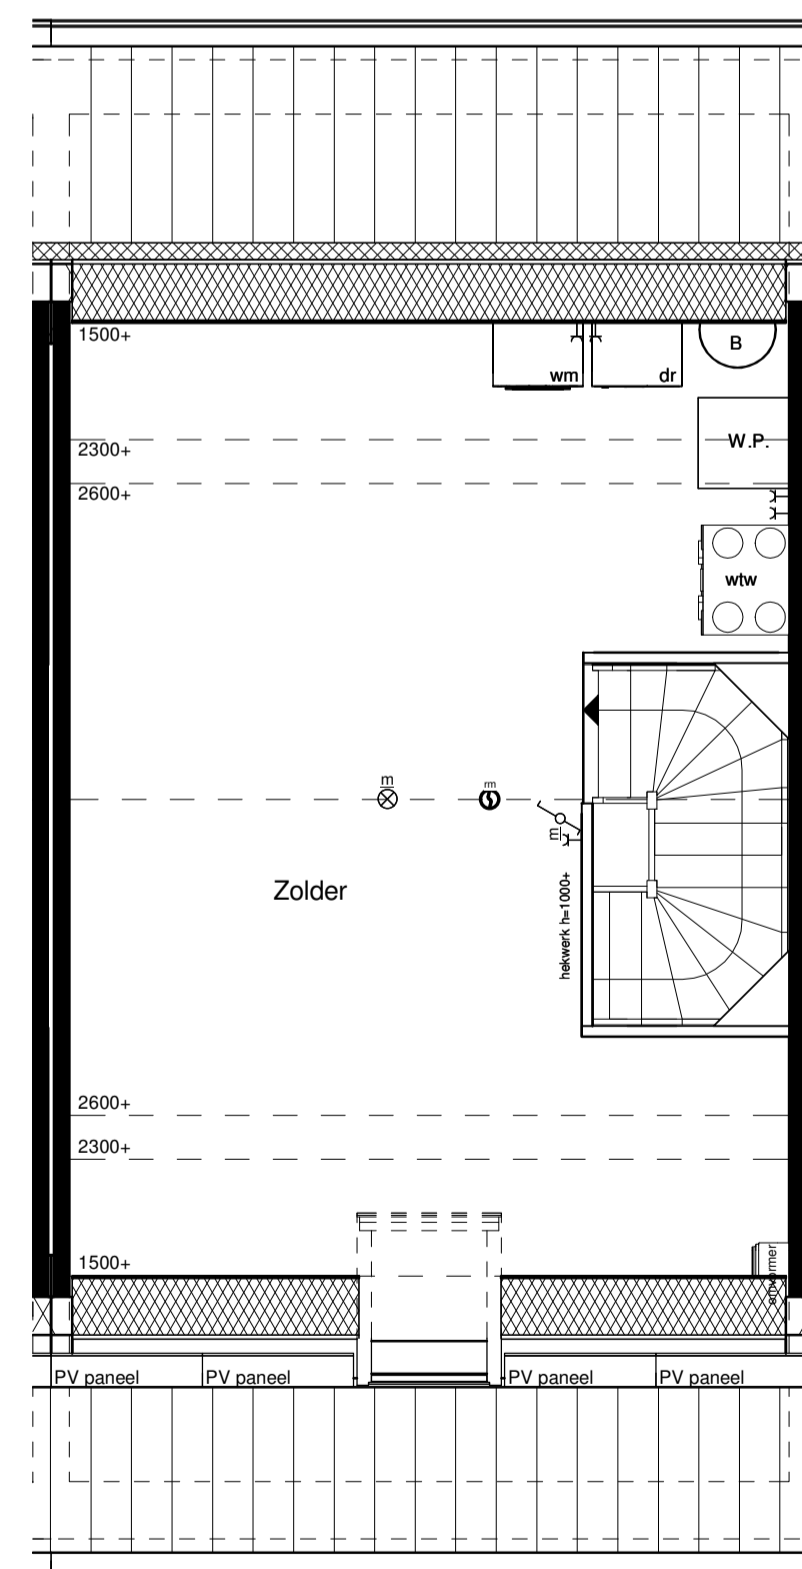 1500+
wm
dr
B
2300+
W.P.
2600+
wtw
m
m
m
Zolder
hekwerk h=1000+
2600+
2300+
1500+
omvormer
PV paneel
PV paneel
PV paneel
PV paneel